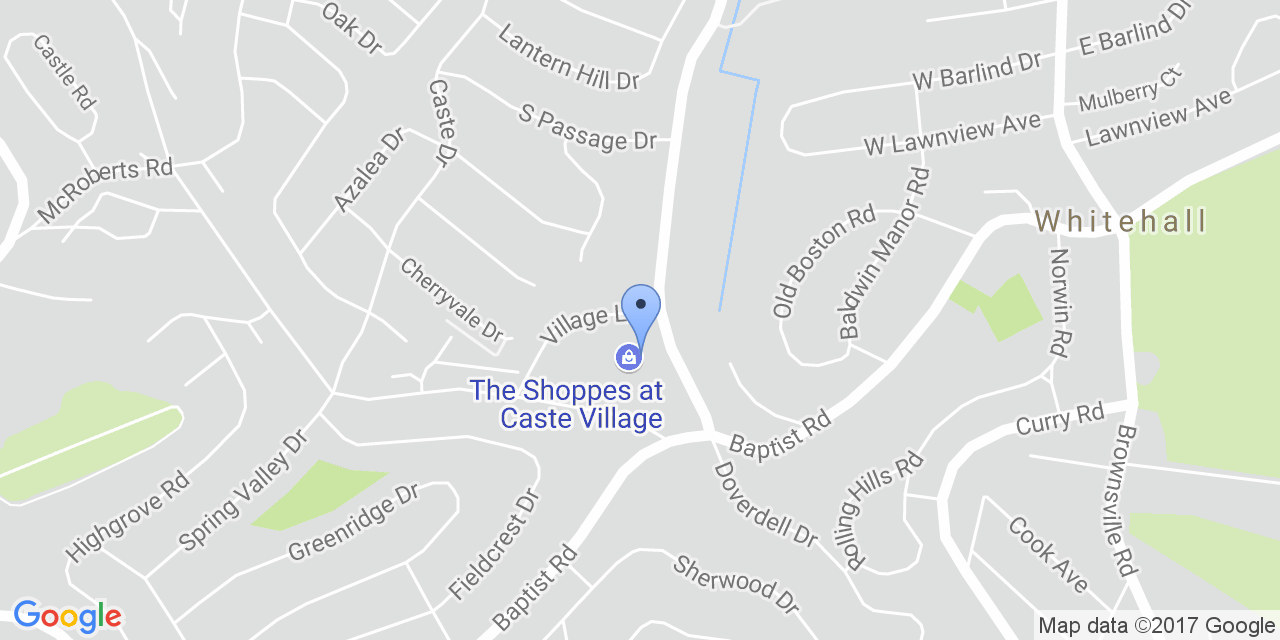 Oak Dr
Lantern Hill Dr
E Barlind Dr
W Barlind Dr
Castle Rd
Mulberry Ct
Lawnview Ave
Caste Dr
S Passage Dr
W Lawnview Ave
Azalea Dr
McRoberts Rd
Whitehall
Old Boston Rd
Baldwin Manor Rd
Norwin Rd
Cherryvale Dr
Village L
The Shoppes at
Caste Village
Baptist Rd
Curry Rd
Brownsville Rd
Spring Valley Dr
Highgrove Rd
Greenridge Dr
Fieldcrest Dr
Doverdell Dr
Rolling Hills Rd
Cook Ave
Baptist Rd
Sherwood Dr
Google
Map data ©2017 Google